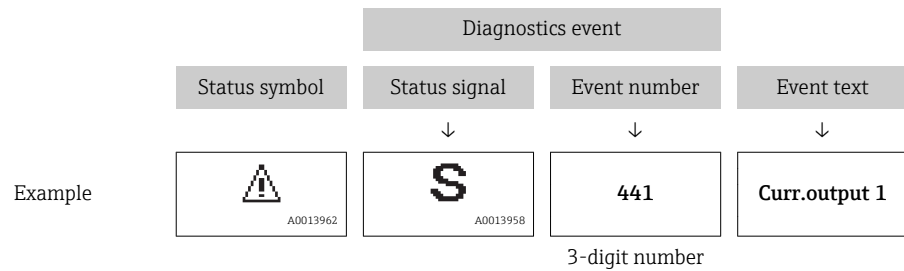 Diagnostics event
Status symbol Status signal Event number Event text
↓ ↓ ↓
Example S 441 Curr.output 1
A0013962 A0013958
3-digit number